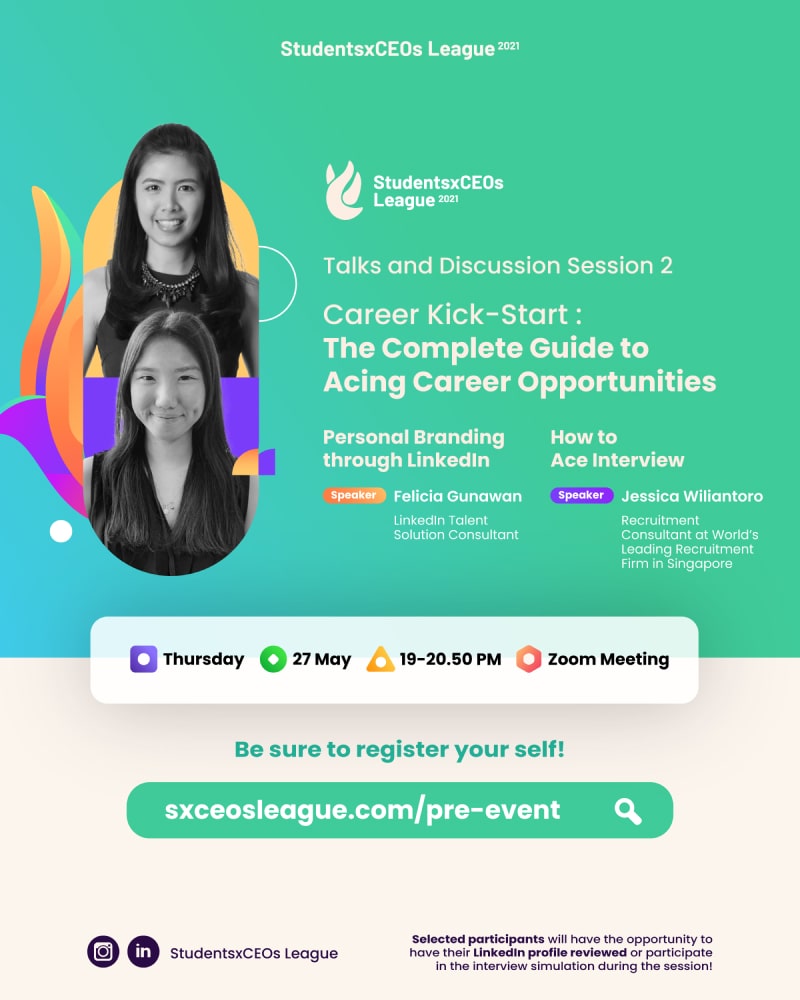 StudentsxCEOs League 2021
StudentsxCEOs
League 2021
Talks and Discussion Session 2
Career Kick-Start :
The Complete Guide to
Acing Career Opportunities
Personal Branding
through LinkedIn
Speaker Felicia Gunawan
LinkedIn Talent
Solution Consultant
How to
Ace Interview
Speaker Jessica Wiliantoro
Recruitment
Consultant at World's
Leading Recruitment
Firm in Singapore
Thursday 27 May 19-20.50 PM Zoom Meeting
Be sure to register your self!
sxceosleague.com/pre-event
in StudentsxCEOs League
Selected participants will have the opportunity to
have their LinkedIn profile reviewed or participate
in the interview simulation during the session!